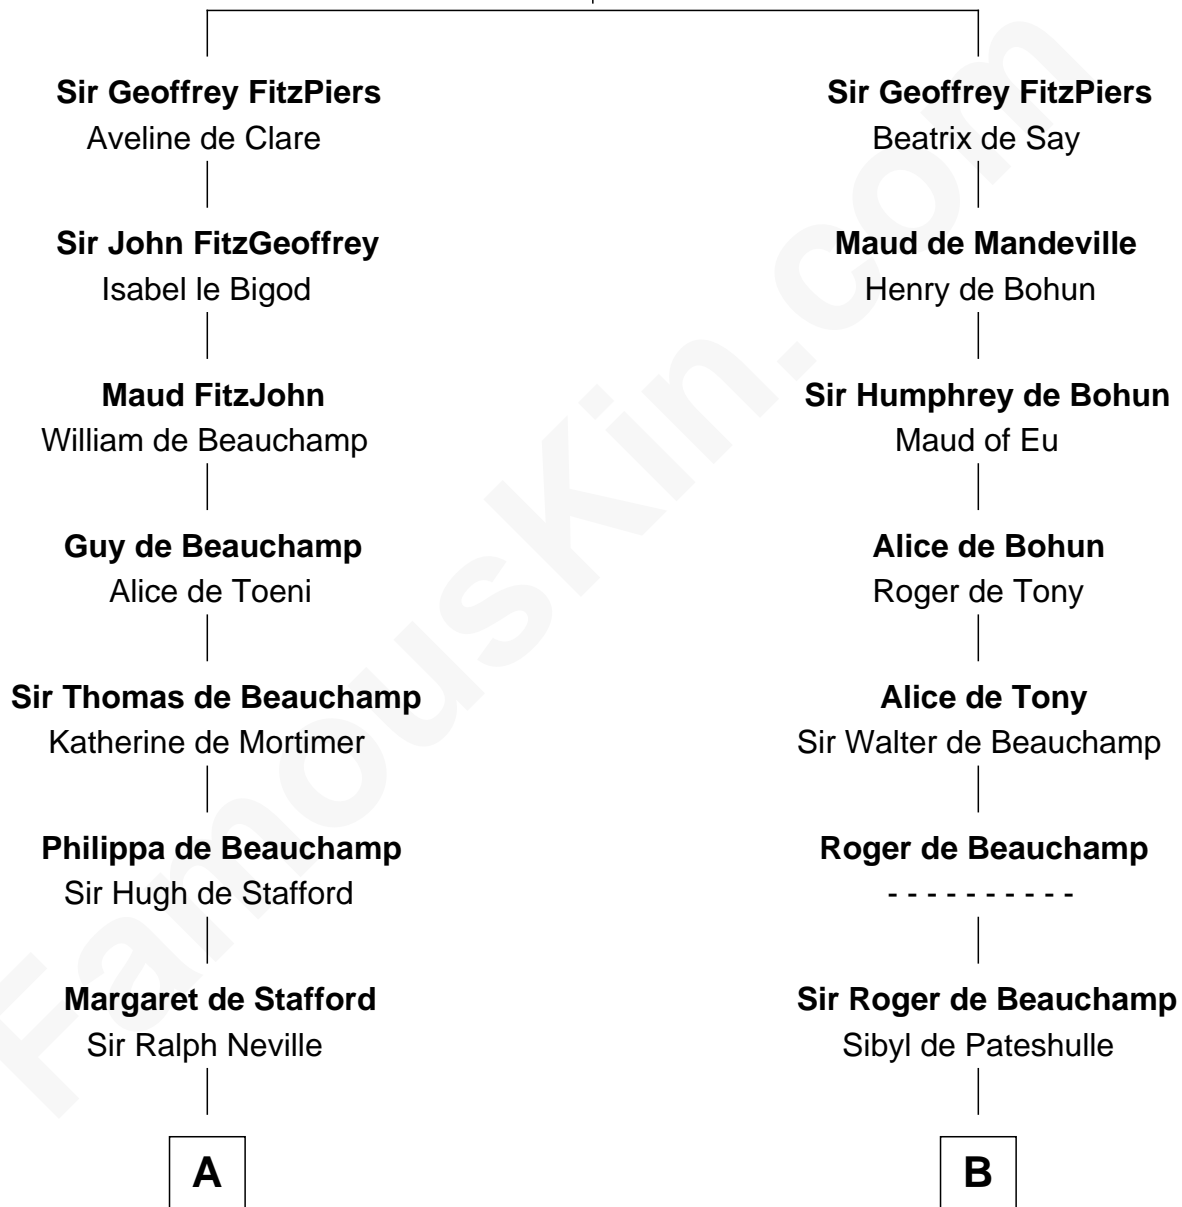 Sir Geoffrey FitzPiers
Aveline de Clare
Sir John FitzGeoffrey
Isabel le Bigod
Maud FitzJohn
William de Beauchamp
Guy de Beauchamp
Alice de Toeni
Sir Thomas de Beauchamp
Katherine de Mortimer
Philippa de Beauchamp
Sir Hugh de Stafford
Margaret de Stafford
Sir Ralph Neville
A
Sir Geoffrey FitzPiers
Beatrix de Say
Maud de Mandeville
Henry de Bohun
Sir Humphrey de Bohun
Maud of Eu
Alice de Bohun
Roger de Tony
Alice de Tony
Sir Walter de Beauchamp
Roger de Beauchamp
- - - - - - - - - -
Sir Roger de Beauchamp
Sibyl de Pateshulle
B
FamousKin.com